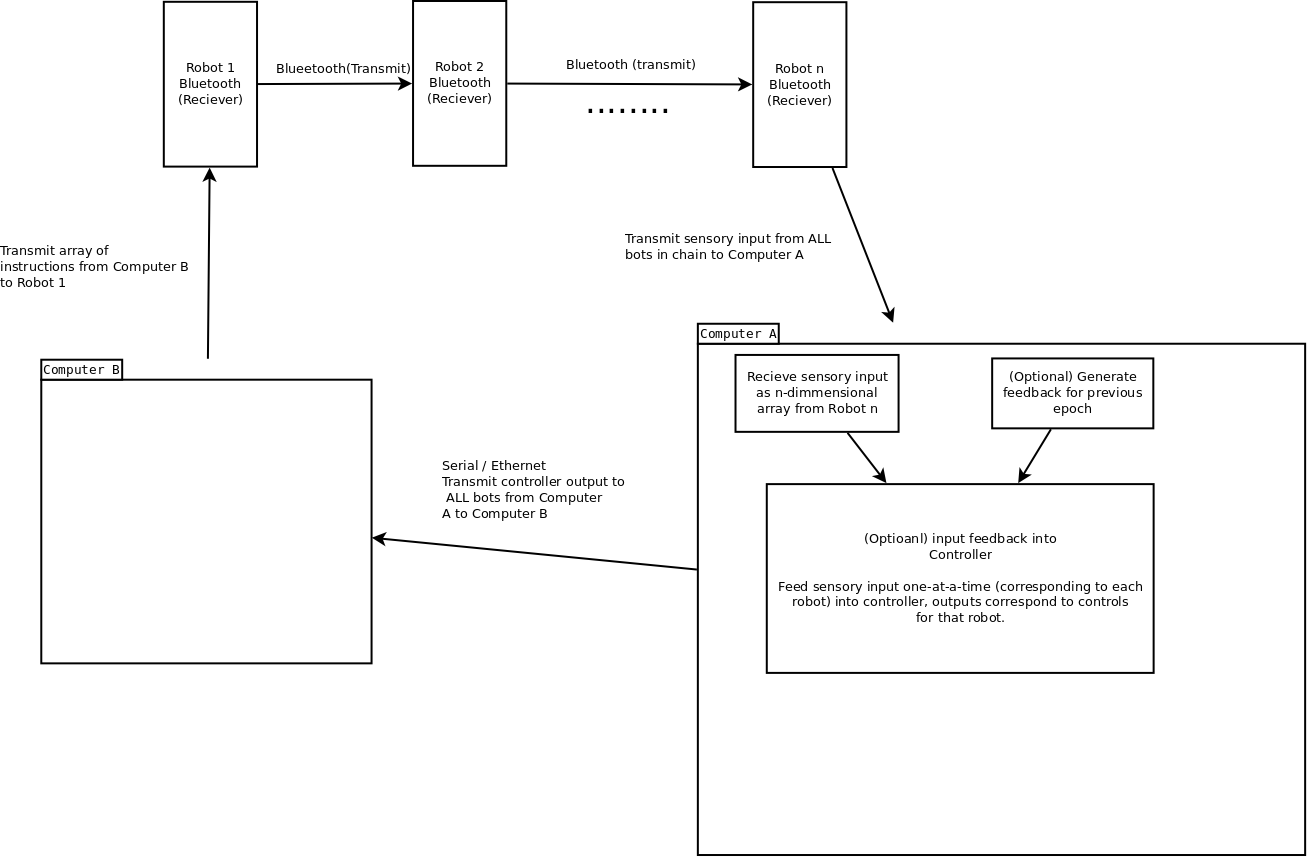 Robot 1
Bluetooth
(Reciever)
Blueetooth(Transmit)
Robot 2
Bluetooth
(Reciever)
Bluetooth (transmit)
........
Robot n
Bluetooth
(Reciever)
Transmit array of
instructions from Computer B
to Robot 1
Transmit sensory input from ALL
bots in chain to Computer A
Computer A
Recieve sensory input
as n-dimmensional
array from Robot n
(Optional) Generate
feedback for previous
epoch
Computer B
Serial / Ethernet
Transmit controller output to
ALL bots from Computer
A to Computer B
(Optioanl) input feedback into
Controller
Feed sensory input one-at-a-time (corresponding to each
robot) into controller, outputs correspond to controls
for that robot.